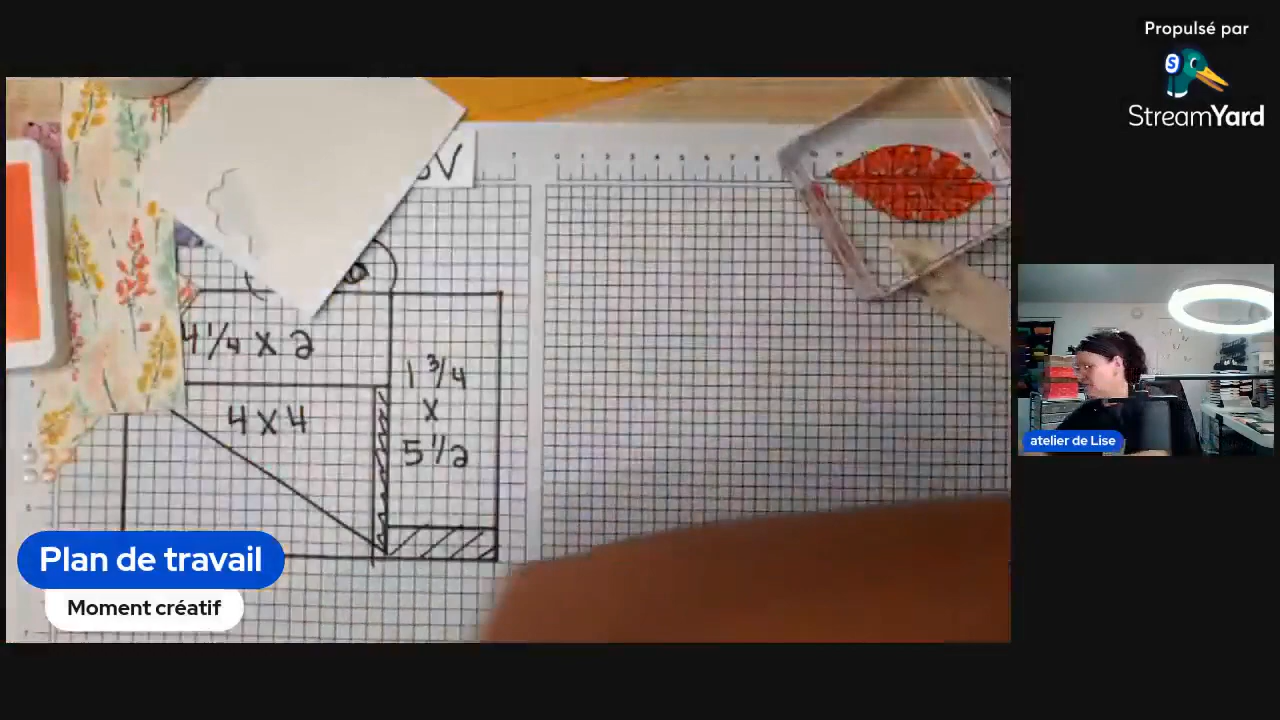 Propulsé par
StreamYard
4 1/4 X 2
4 X 4
1 3/4
X
5 1/2
atelier de Lise
Plan de travail
Moment créatif